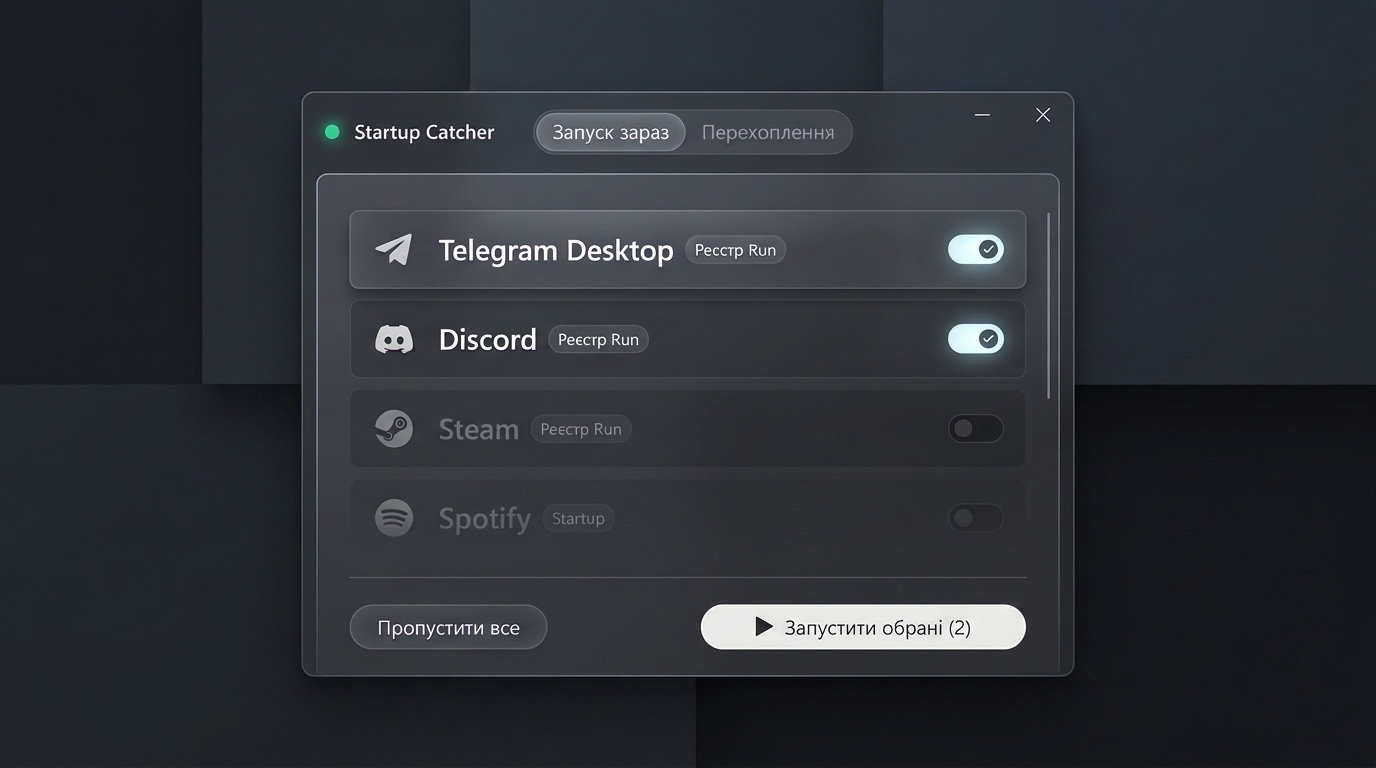 Startup Catcher
Запуск зараз
Перехоплення
Telegram Desktop
Реєстр Run
Discord
Реєстр Run
Steam
Реєстр Run
Spotify
Startup
Пропустити все
Запустити обрані (2)